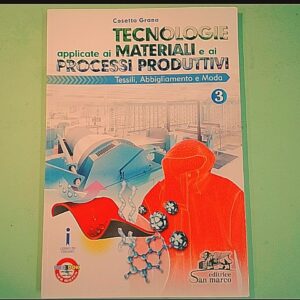 Cosetta Grana
TECNOLOGIE
applicate ai MATERIALI e ai
PROCESSI PRODUTTIVI
Tessili, Abbigliamento e Moda
3
i
editrice
San marco